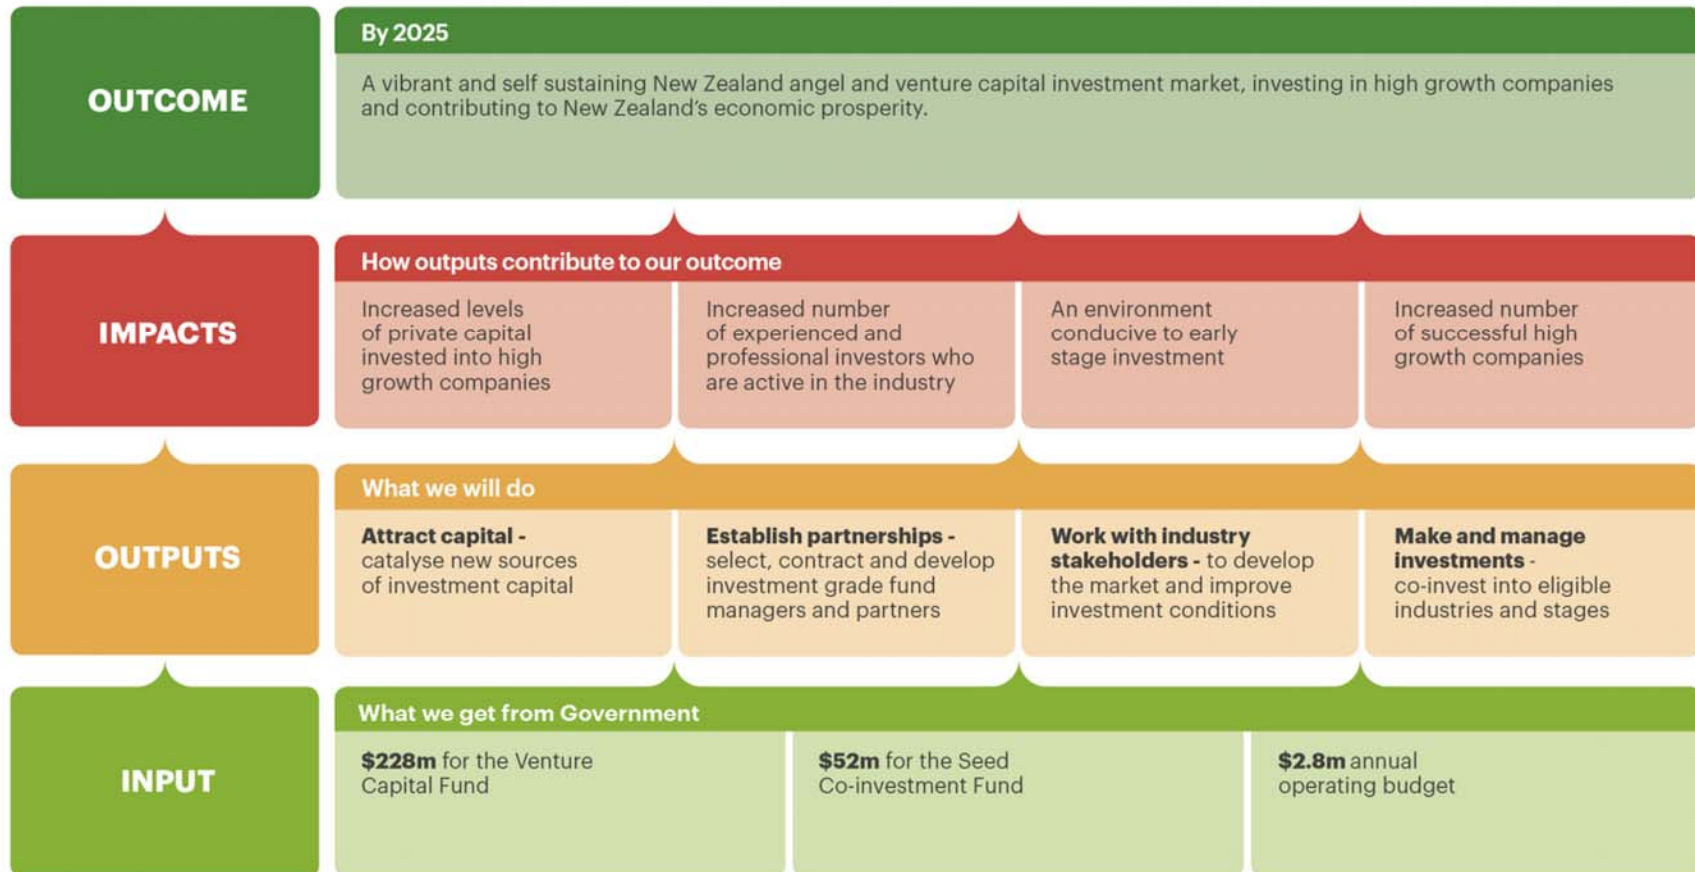 OUTCOME
By 2025
A vibrant and self sustaining New Zealand angel and venture capital investment market, investing in high growth companies
and contributing to New Zealand's economic prosperity.
IMPACTS
How outputs contribute to our outcome
Increased levels
of private capital
invested into high
growth companies
Increased number
of experienced and
professional investors who
are active in the industry
An environment
conducive to early
stage investment
Increased number
of successful high
growth companies
OUTPUTS
What we will do
Attract capital -
catalyse new sources
of investment capital
Establish partnerships -
select, contract and develop
investment grade fund
managers and partners
Work with industry
stakeholders - to develop
the market and improve
investment conditions
Make and manage
investments -
co-invest into eligible
industries and stages
INPUT
What we get from Government
$228m for the Venture
Capital Fund
$52m for the Seed
Co-investment Fund
$2.8m annual
operating budget